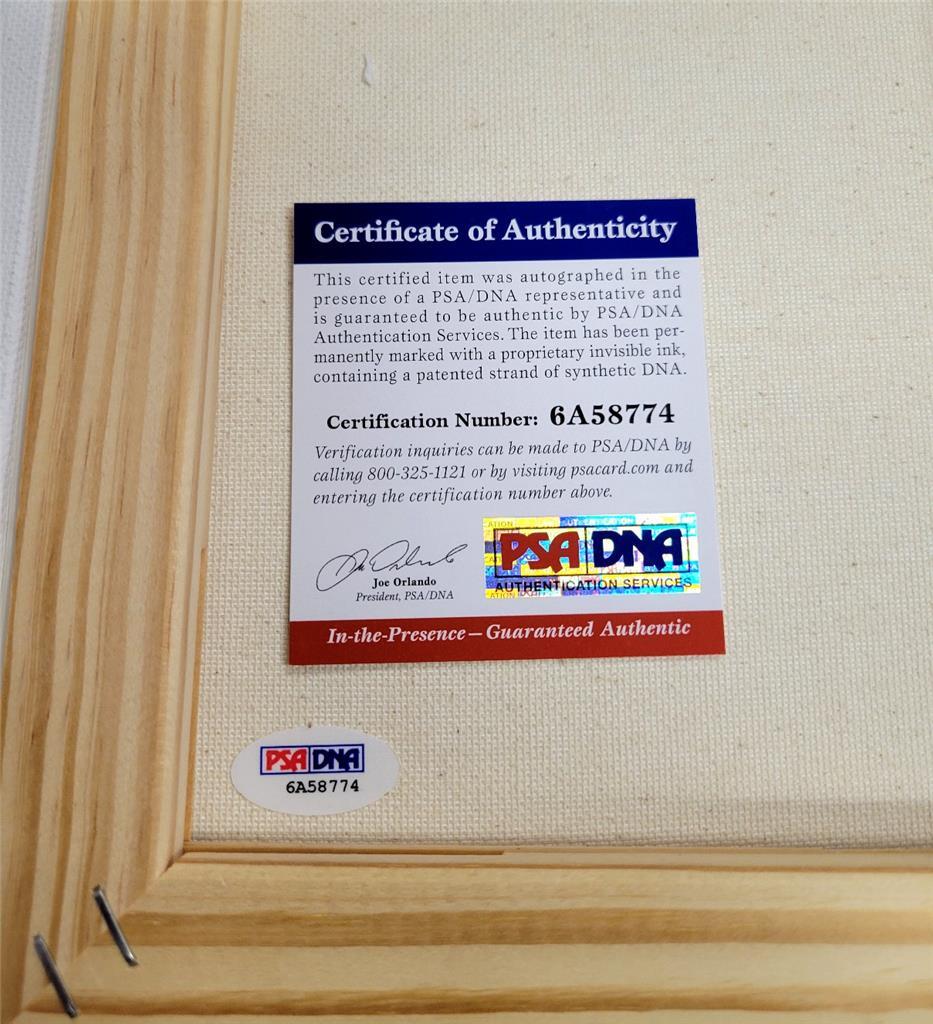 Certificate of Authenticity
This certified item was autographed in the
presence of a PSA/DNA representative and
is guaranteed to be authentic by PSA/DNA
Authentication Services. The item has been per-
manently marked with a proprietary invisible ink,
containing a patented strand of synthetic DNA.
Certification Number: 6A58774
Verification inquiries can be made to PSA/DNA by
calling 800-325-1121 or by visiting psacard.com and
entering the certification number above.
PSA DNA
AUTHENTICATION SERVICES
Joe Orlando
President, PSA/DNA
In-the-Presence – Guaranteed Authentic
PSA DNA
6A58774